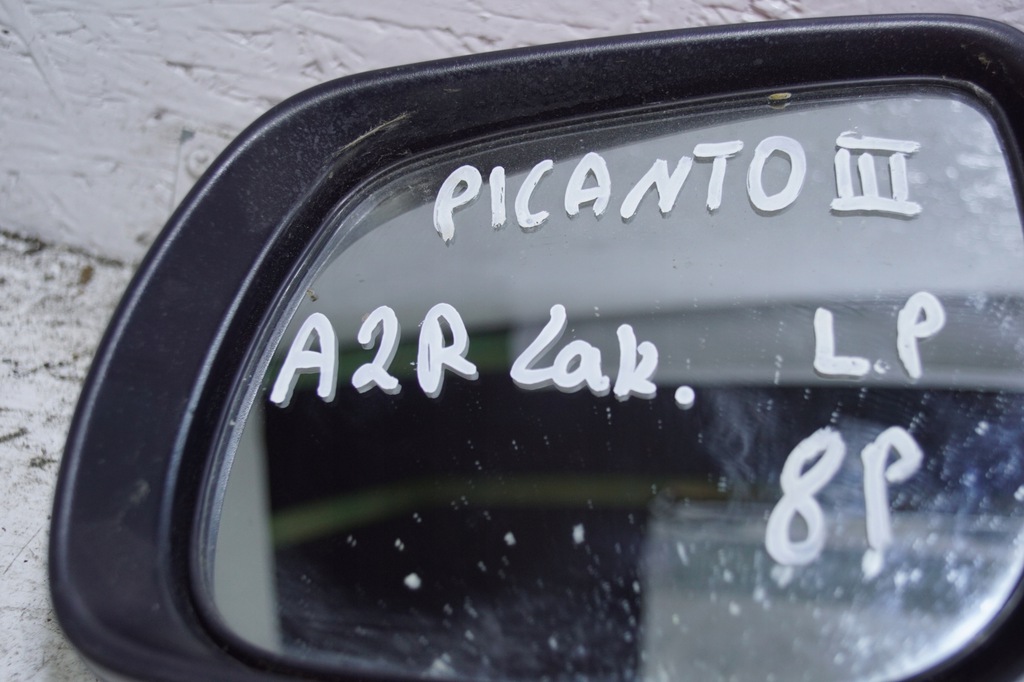 PICANTO III
A2R Lak. L.P
8P